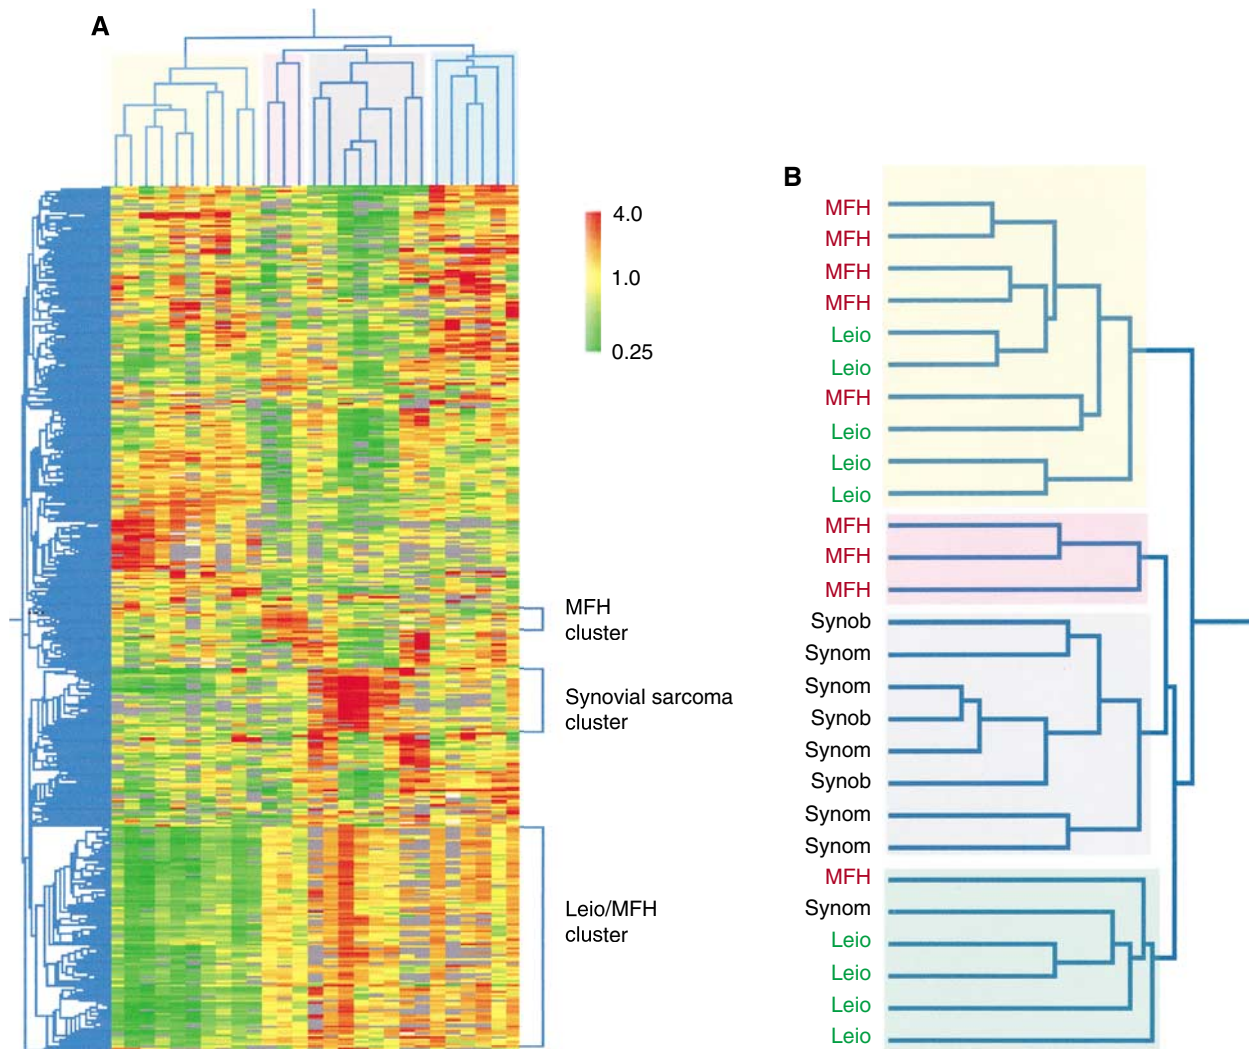 A
4.0
1.0
0.25
MFH
cluster
Synovial sarcoma
cluster
Leio/MFH
cluster
B
MFH
MFH
MFH
MFH
Leio
Leio
MFH
Leio
Leio
Leio
MFH
MFH
MFH
Synob
Synom
Synom
Synob
Synom
Synob
Synom
Synom
MFH
Synom
Leio
Leio
Leio
Leio